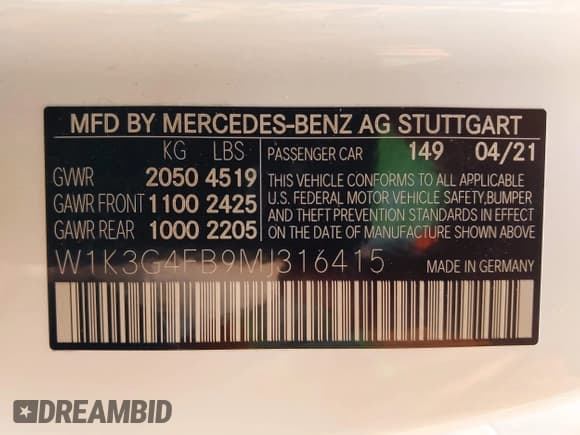 MFD BY MERCEDES-BENZ AG STUTTGART
KG LBS PASSENGER CAR 149 04/21
GWR 2050 4519 THIS VEHICLE CONFORMS TO ALL APPLICABLE
GAWR FRONT 1100 2425 U.S. FEDERAL MOTOR VEHICLE SAFETY,BUMPER
AND THEFT PREVENTION STANDARDS IN EFFECT
GAWR REAR 1000 2205 ON THE DATE OF MANUFACTURE SHOWN ABOVE.
W1K3G4FB9MJ316415 MADE IN GERMANY
DREAMBID